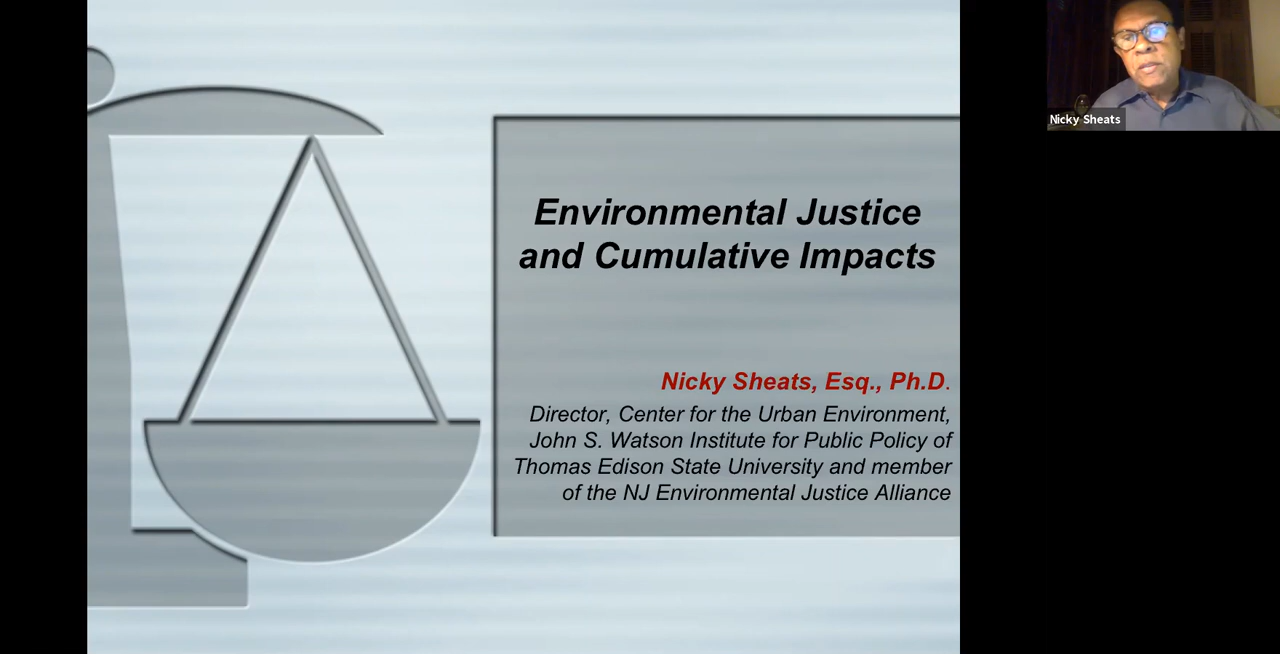 Environmental Justice
and Cumulative Impacts
Nicky Sheats, Esq., Ph.D.
Director, Center for the Urban Environment,
John S. Watson Institute for Public Policy of
Thomas Edison State University and member
of the NJ Environmental Justice Alliance
Nicky Sheats